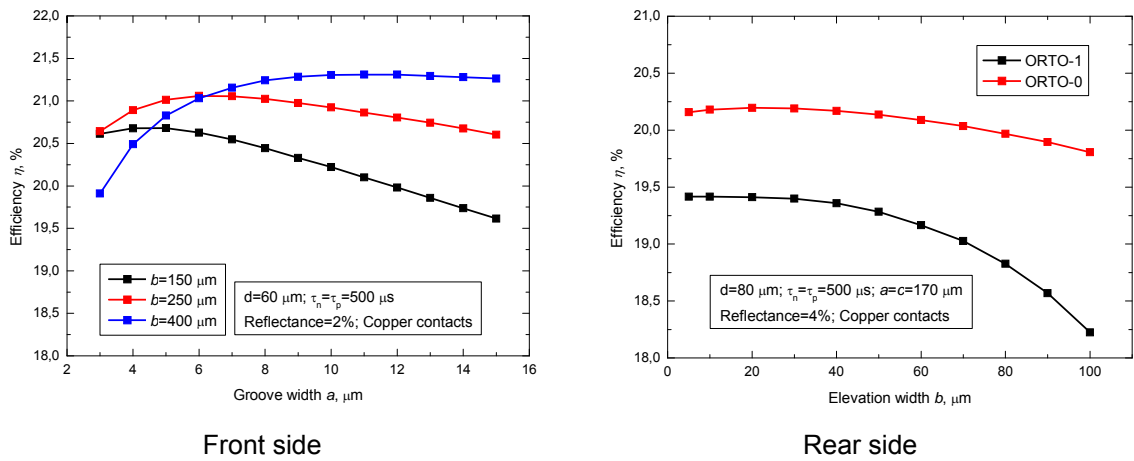 22,0
21,5
21,0
20,5
20,0
19,5
19,0
18,5
18,0
Efficiency η, %
b=150 μm
b=250 μm
b=400 μm
d=60 μm; τn=τp=500 μs
Reflectance=2%; Copper contacts
2 4 6 8 10 12 14 16
Groove width a, μm
Front side
21,0
20,5
20,0
19,5
19,0
18,5
18,0
Efficiency η, %
ORTO-1
ORTO-0
d=80 μm; τn=τp=500 μs; a=c=170 μm
Reflectance=4%; Copper contacts
0 20 40 60 80 100
Elevation width b, μm
Rear side